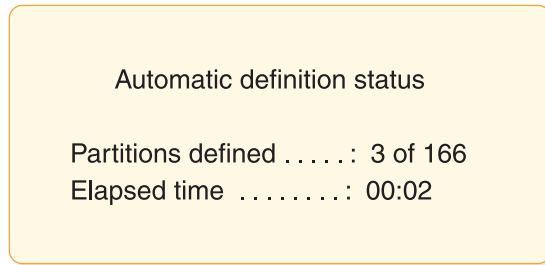 Automatic definition status
Partitions defined . . . . . : 3 of 166
Elapsed time . . . . . . . . : 00:02